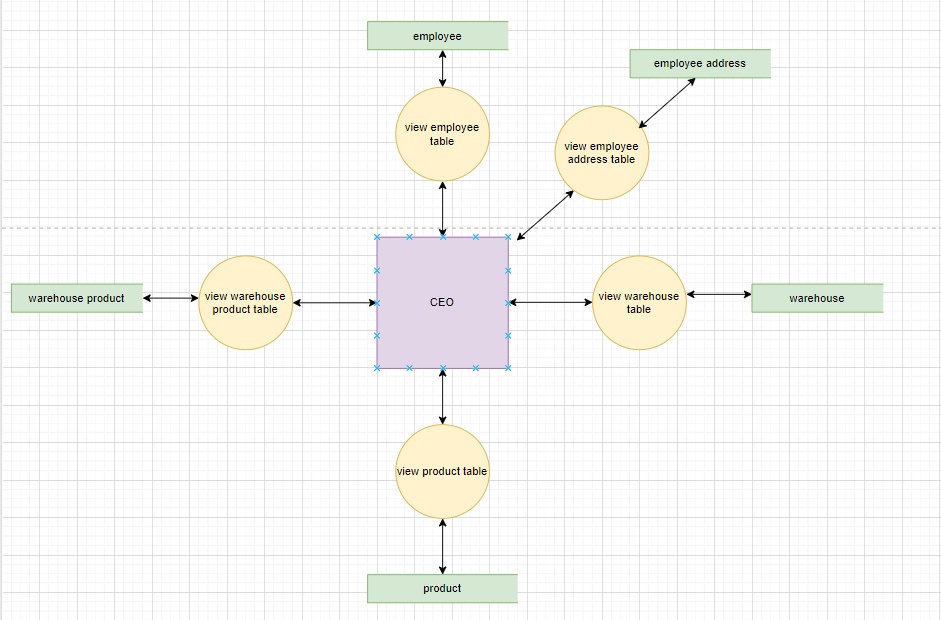 employee
employee address
view employee
table
view employee
address table
warehouse product
view warehouse
product table
CEO
view warehouse
table
warehouse
view product table
product